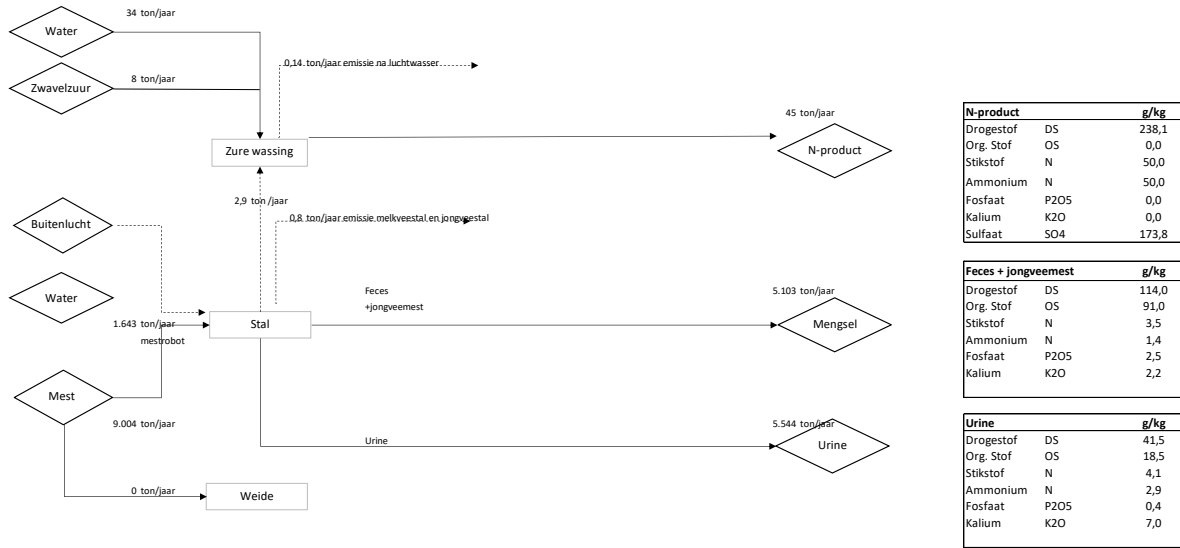 34 ton/jaar
Water
0,14 ton/jaar emissie na luchtwasser
8 ton/jaar
Zwavelzuur
45 ton/jaar
Zure wassing
N-product
2,9 ton/jaar
0,8 ton/jaar emissie melkveestal en jongveestal
Buitenlucht
Feces
+jongveemest
5.103 ton/jaar
Water
1.643 ton/jaar
mestrobot
Stal
Mengsel
Mest
9.004 ton/jaar
5.544 ton/jaar
Urine
Urine
0 ton/jaar
Weide
N-product g/kg
Drogestof DS 238,1
Org. Stof OS 0,0
Stikstof N 50,0
Ammonium N 50,0
Fosfaat P2O5 0,0
Kalium K2O 0,0
Sulfaat SO4 173,8
Feces + jongveemest g/kg
Drogestof DS 114,0
Org. Stof OS 91,0
Stikstof N 3,5
Ammonium N 1,4
Fosfaat P2O5 2,5
Kalium K2O 2,2
Urine g/kg
Drogestof DS 41,5
Org. Stof OS 18,5
Stikstof N 4,1
Ammonium N 2,9
Fosfaat P2O5 0,4
Kalium K2O 7,0